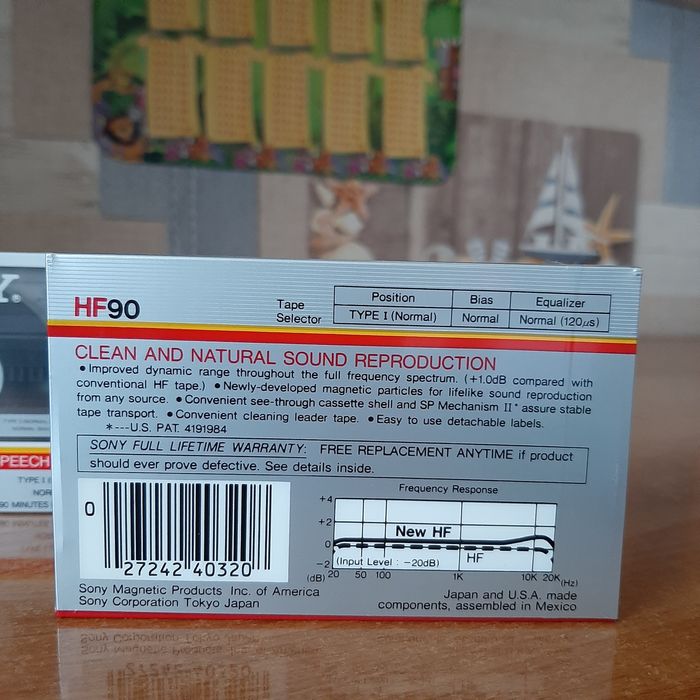 Y.
HF90
Tape Selector
Position Bias Equalizer
TYPE I (Normal) Normal Normal (120μs)
CLEAN AND NATURAL SOUND REPRODUCTION
•Improved dynamic range throughout the full frequency spectrum. (+1.0dB compared with
conventional HF tape.) •Newly-developed magnetic particles for lifelike sound reproduction
from any source. •Convenient see-through cassette shell and SP Mechanism II* assure stable
tape transport. •Convenient cleaning leader tape. •Easy to use detachable labels.
*---U.S. PAT. 4191984
SONY FULL LIFETIME WARRANTY: FREE REPLACEMENT ANYTIME if product
should ever prove defective. See details inside.
PEECH
TYPE I
90 MINUTES
0 27242 40320
Frequency Response
+4
+2
0
-2
(dB) 20 50 100 1K 10K 20K (Hz)
New HF
HF
(Input Level : -20dB)
Sony Magnetic Products Inc. of America
Sony Corporation Tokyo Japan
Japan and U.S.A. made
components, assembled in Mexico